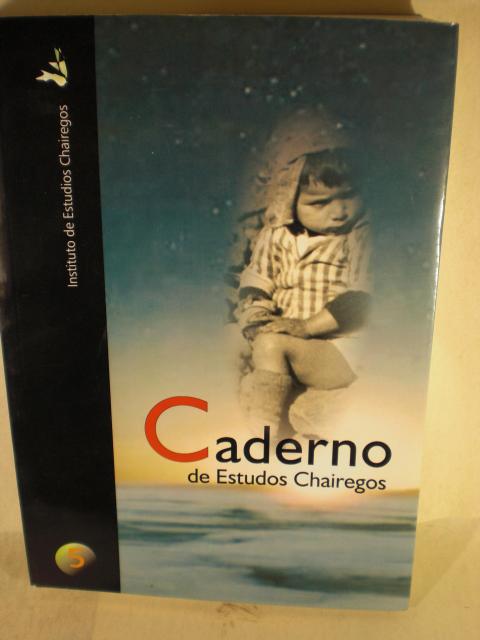 Instituto de Estudios Chairegos
Caderno
de Estudos Chairegos
5